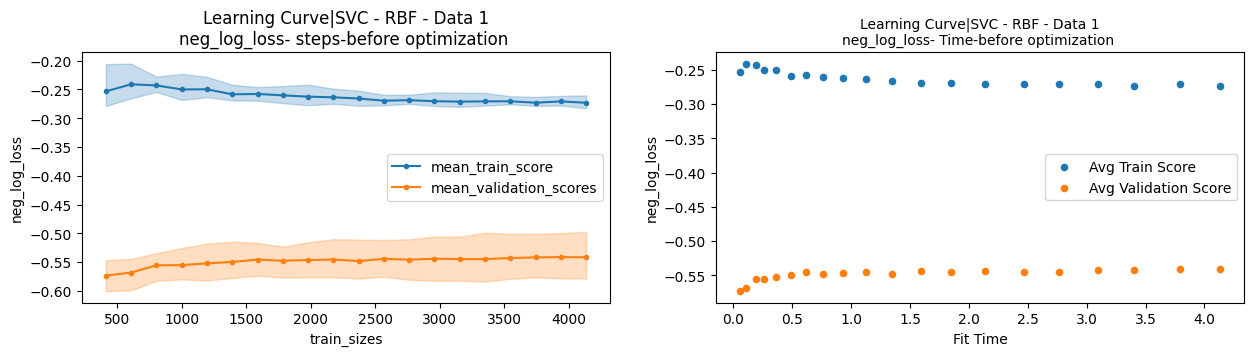 Learning Curve|SVC - RBF - Data 1
neg_log_loss- steps-before optimization
neg_log_loss
−0.20
−0.25
−0.30
−0.35
−0.40
−0.45
−0.50
−0.55
−0.60
mean_train_score
mean_validation_scores
500
1000
1500
2000
2500
3000
3500
4000
train_sizes
Learning Curve|SVC - RBF - Data 1
neg_log_loss- Time-before optimization
neg_log_loss
−0.25
−0.30
−0.35
−0.40
−0.45
−0.50
−0.55
Avg Train Score
Avg Validation Score
0.0
0.5
1.0
1.5
2.0
2.5
3.0
3.5
4.0
Fit Time